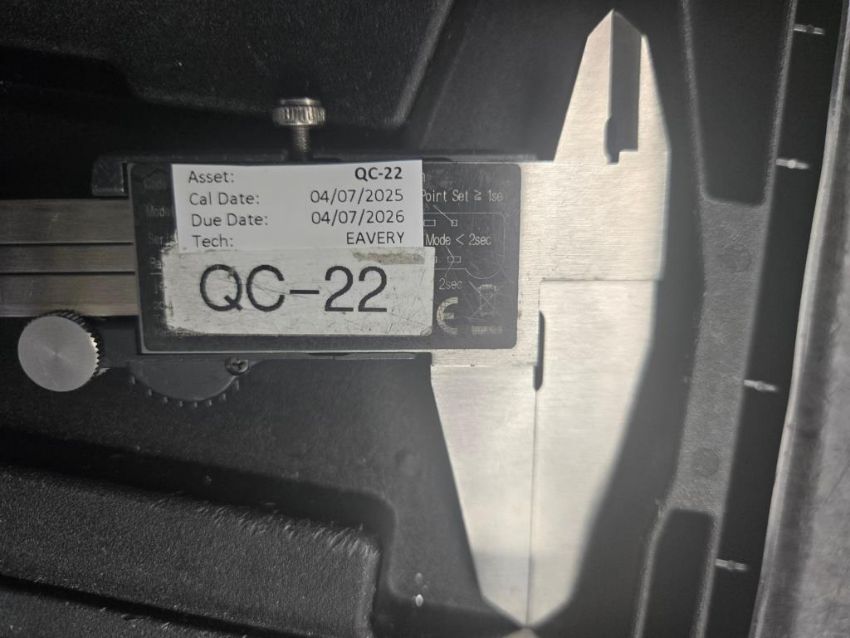 Asset: QC-22
Cal Date: 04/07/2025
Due Date: 04/07/2026
Tech: EAVERY
QC-22
Point Set ≥ 1se
Mode < 2sec
2sec
CE